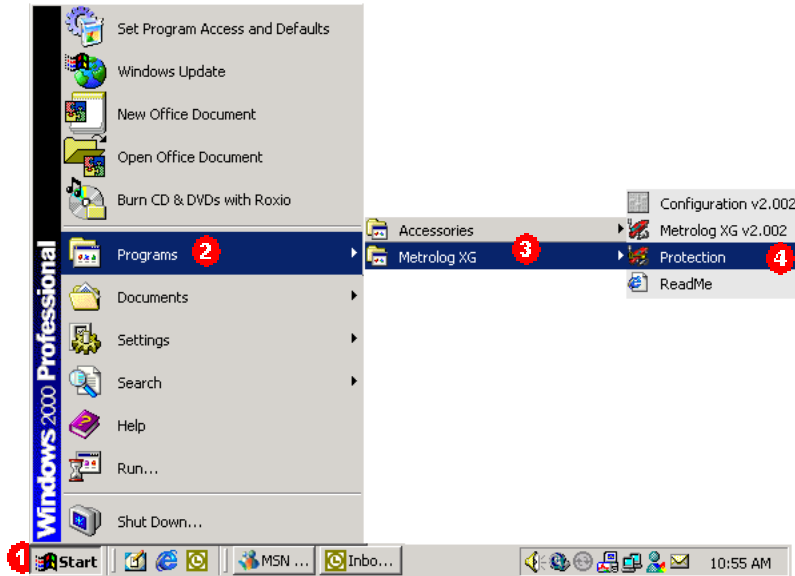 Set Program Access and Defaults
Windows Update
New Office Document
Open Office Document
Burn CD & DVDs with Roxio
Programs 2
Documents
Settings
Search
Help
Run...
Shut Down...
Windows 2000 Professional
Accessories
Metrolog XG 3
Configuration v2.002
Metrolog XG v2.002
Protection 4
ReadMe
1 Start MSN ... Inbo... 10:55 AM